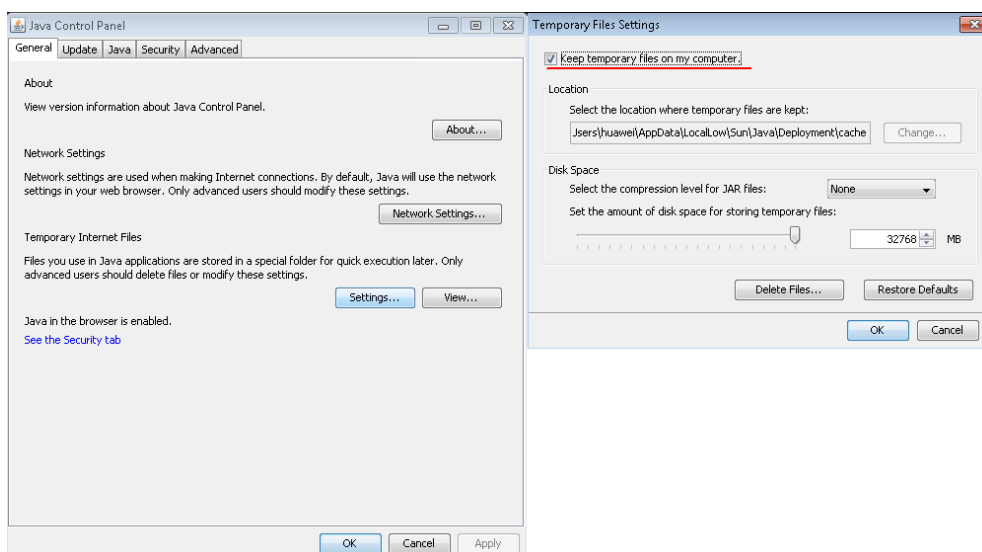 Java Control Panel
General Update Java Security Advanced
About
View version information about Java Control Panel.
About...
Network Settings
Network settings are used when making Internet connections. By default, Java will use the network
settings in your web browser. Only advanced users should modify these settings.
Network Settings...
Temporary Internet Files
Files you use in Java applications are stored in a special folder for quick execution later. Only
advanced users should delete files or modify these settings.
Settings... View...
Java in the browser is enabled.
See the Security tab
OK Cancel Apply
Temporary Files Settings
Keep temporary files on my computer.
Location
Select the location where temporary files are kept:
Jsers\huawei\AppData\LocalLow\Sun\Java\Deployment\cache Change...
Disk Space
Select the compression level for JAR files: None
Set the amount of disk space for storing temporary files:
32768 MB
Delete Files... Restore Defaults
OK Cancel